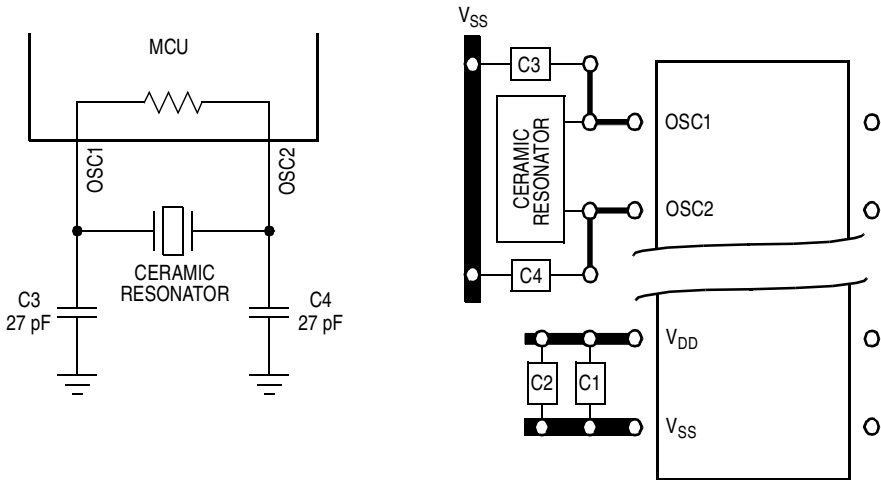 MCU
OSC1
OSC2
CERAMIC
RESONATOR
C3
27 pF
C4
27 pF
VSS
C3
CERAMIC
RESONATOR
C4
OSC1
OSC2
C2
C1
VDD
VSS